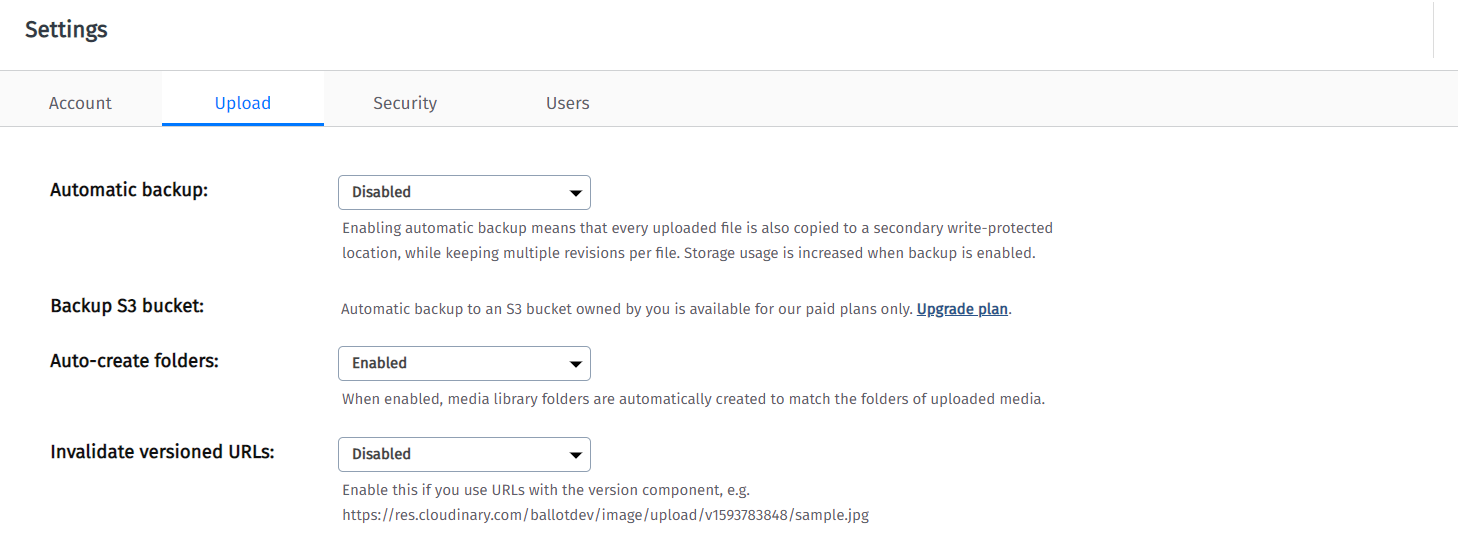 Settings
Account Upload Security Users
Automatic backup: Disabled
Enabling automatic backup means that every uploaded file is also copied to a secondary write-protected
location, while keeping multiple revisions per file. Storage usage is increased when backup is enabled.
Backup S3 bucket: Automatic backup to an S3 bucket owned by you is available for our paid plans only. Upgrade plan.
Auto-create folders: Enabled
When enabled, media library folders are automatically created to match the folders of uploaded media.
Invalidate versioned URLs: Disabled
Enable this if you use URLs with the version component, e.g.
https://res.cloudinary.com/ballotdev/image/upload/v1593783848/sample.jpg